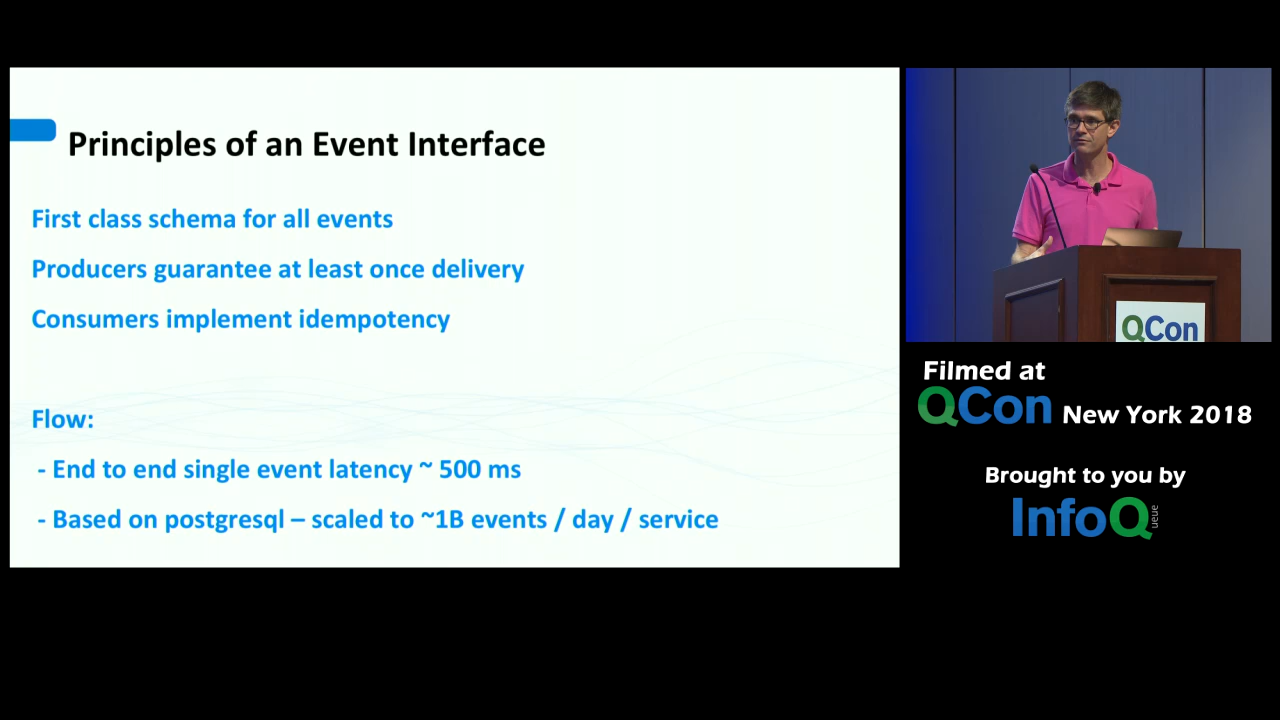 Principles of an Event Interface
First class schema for all events
Producers guarantee at least once delivery
Consumers implement idempotency
Flow:
- End to end single event latency ~ 500 ms
- Based on postgresql – scaled to ~1B events / day / service
QCon
Filmed at
QCon New York 2018
Brought to you by
InfoQ
ueue